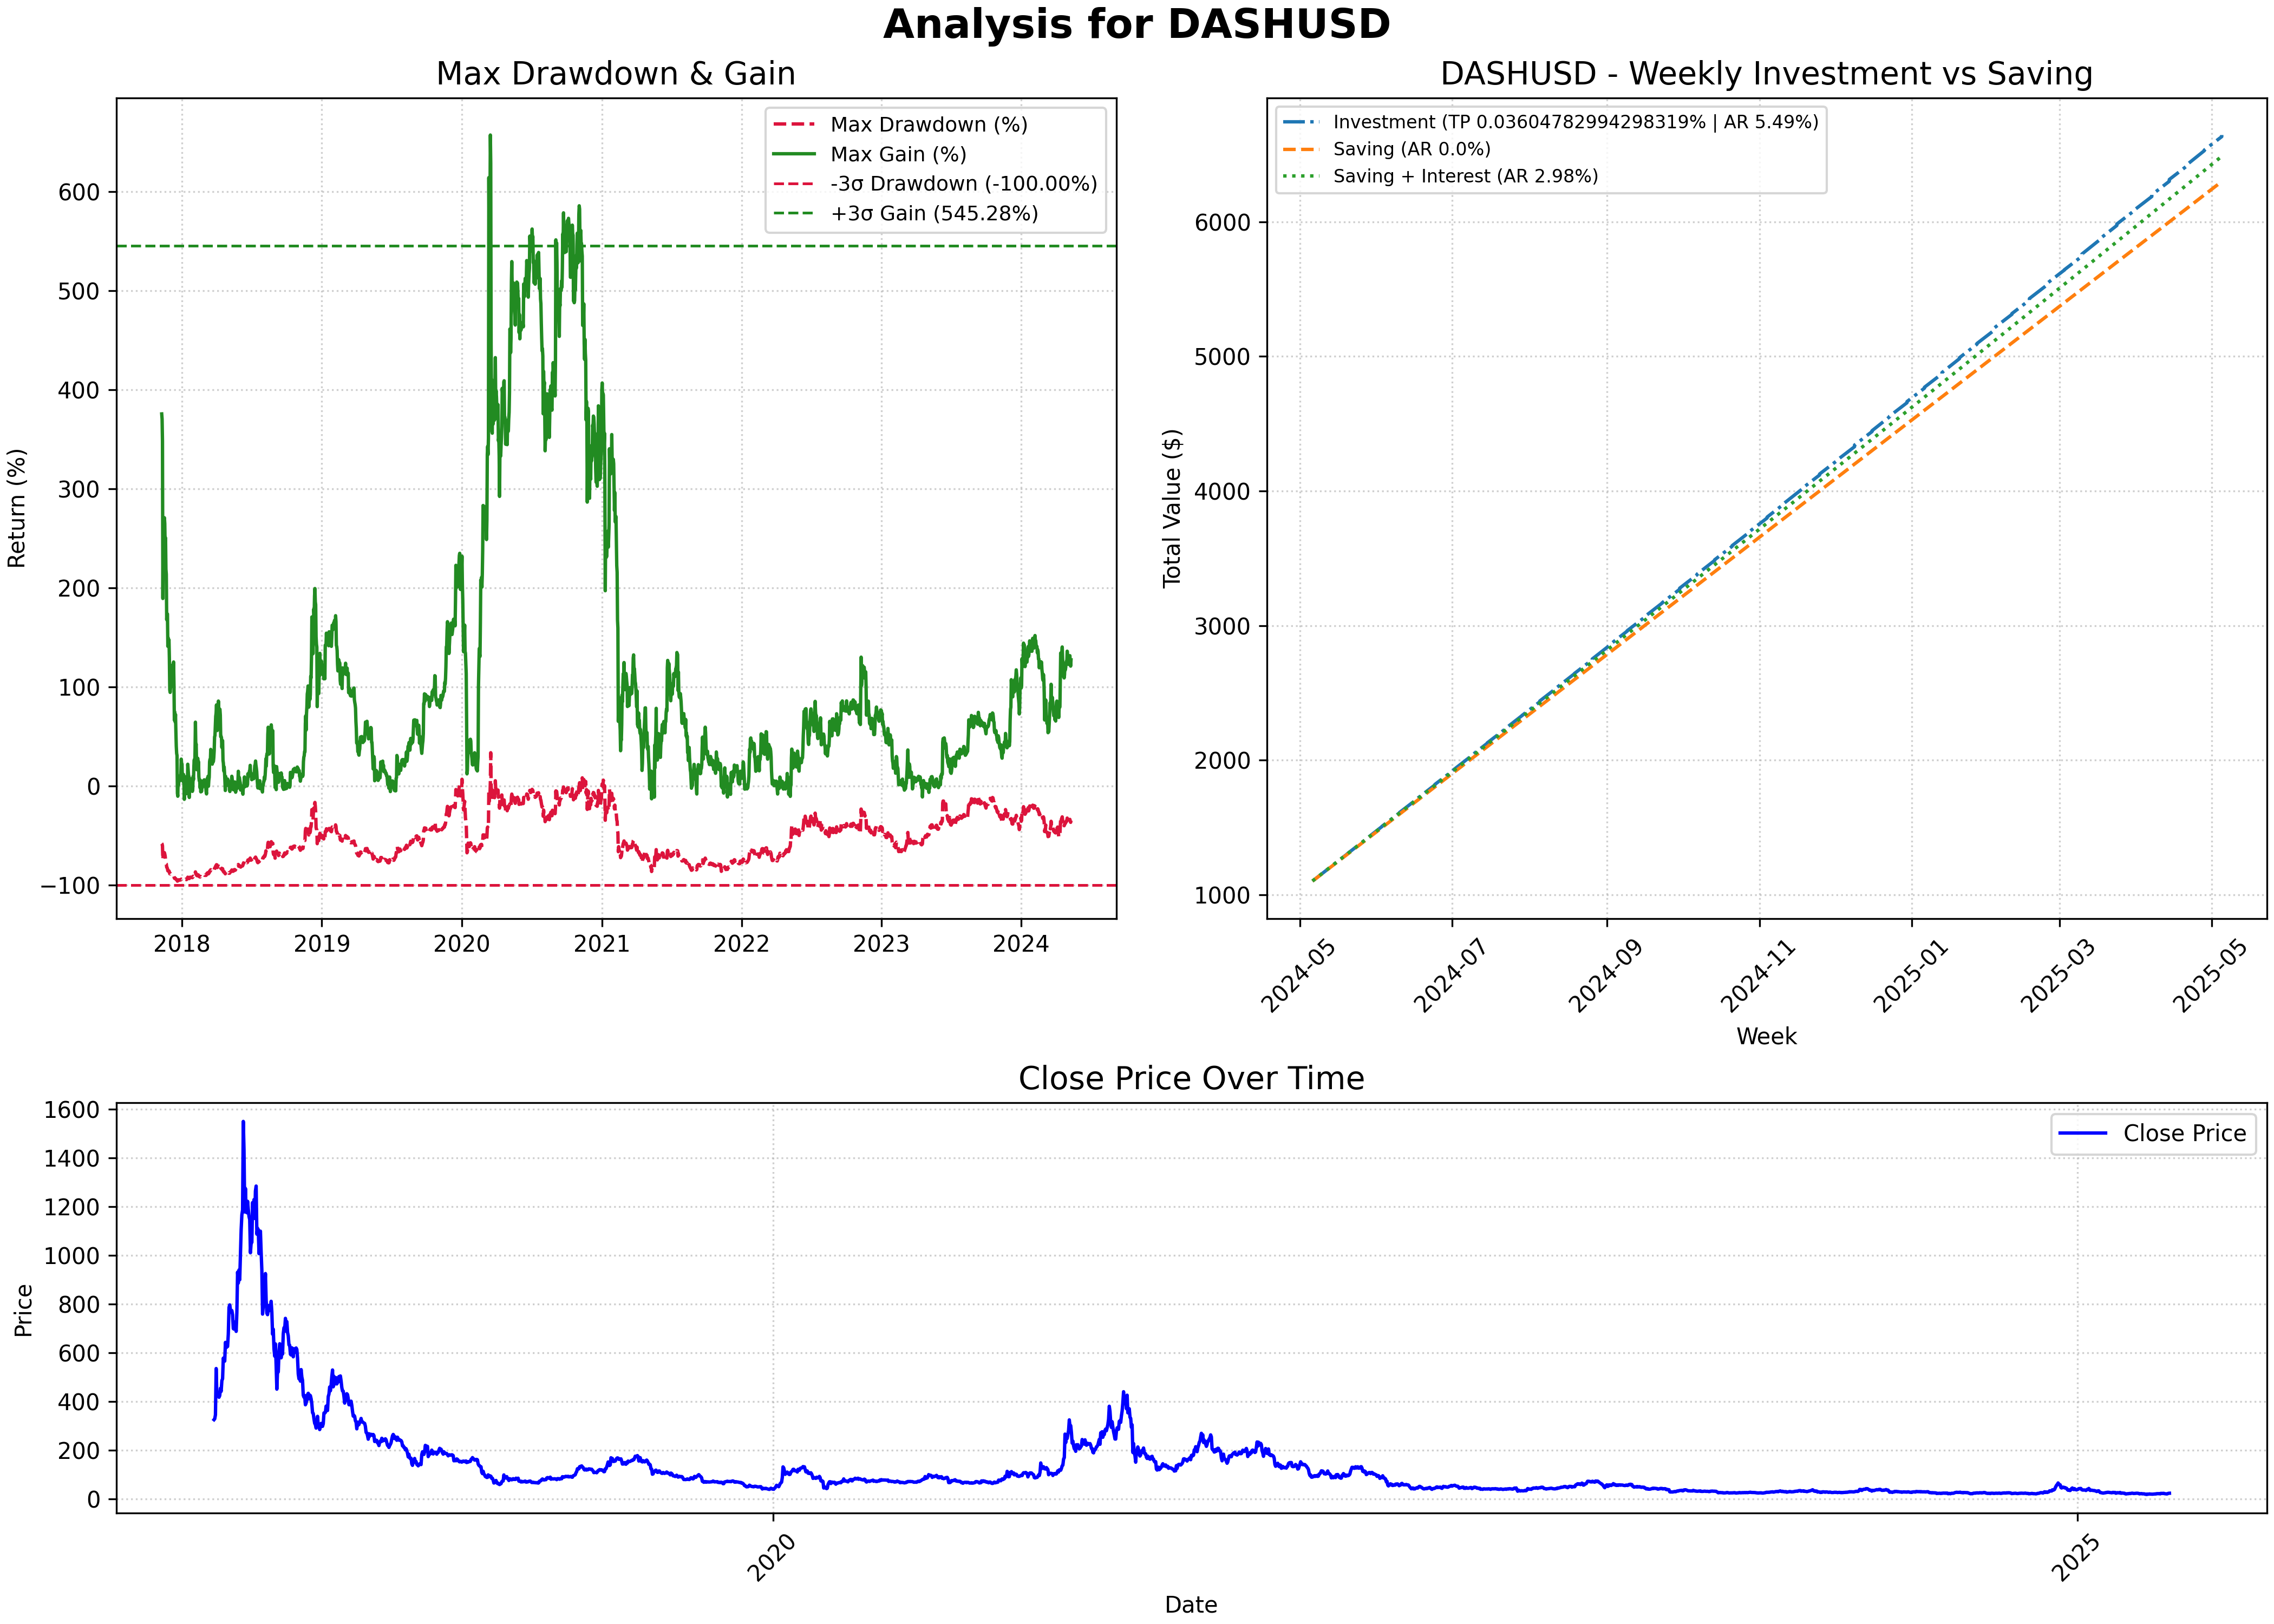 Analysis for DASHUSD
Max Drawdown & Gain
Return (%)
600
500
400
300
200
100
0
−100
2018
2019
2020
2021
2022
2023
2024
Max Drawdown (%)
Max Gain (%)
-3σ Drawdown (-100.00%)
+3σ Gain (545.28%)
DASHUSD - Weekly Investment vs Saving
Total Value ($)
6000
5000
4000
3000
2000
1000
2024-05
2024-07
2024-09
2024-11
2025-01
2025-03
2025-05
Week
Investment (TP 0.03604782994298319% | AR 5.49%)
Saving (AR 0.0%)
Saving + Interest (AR 2.98%)
Close Price Over Time
Price
1600
1400
1200
1000
800
600
400
200
0
2020
2025
Date
Close Price